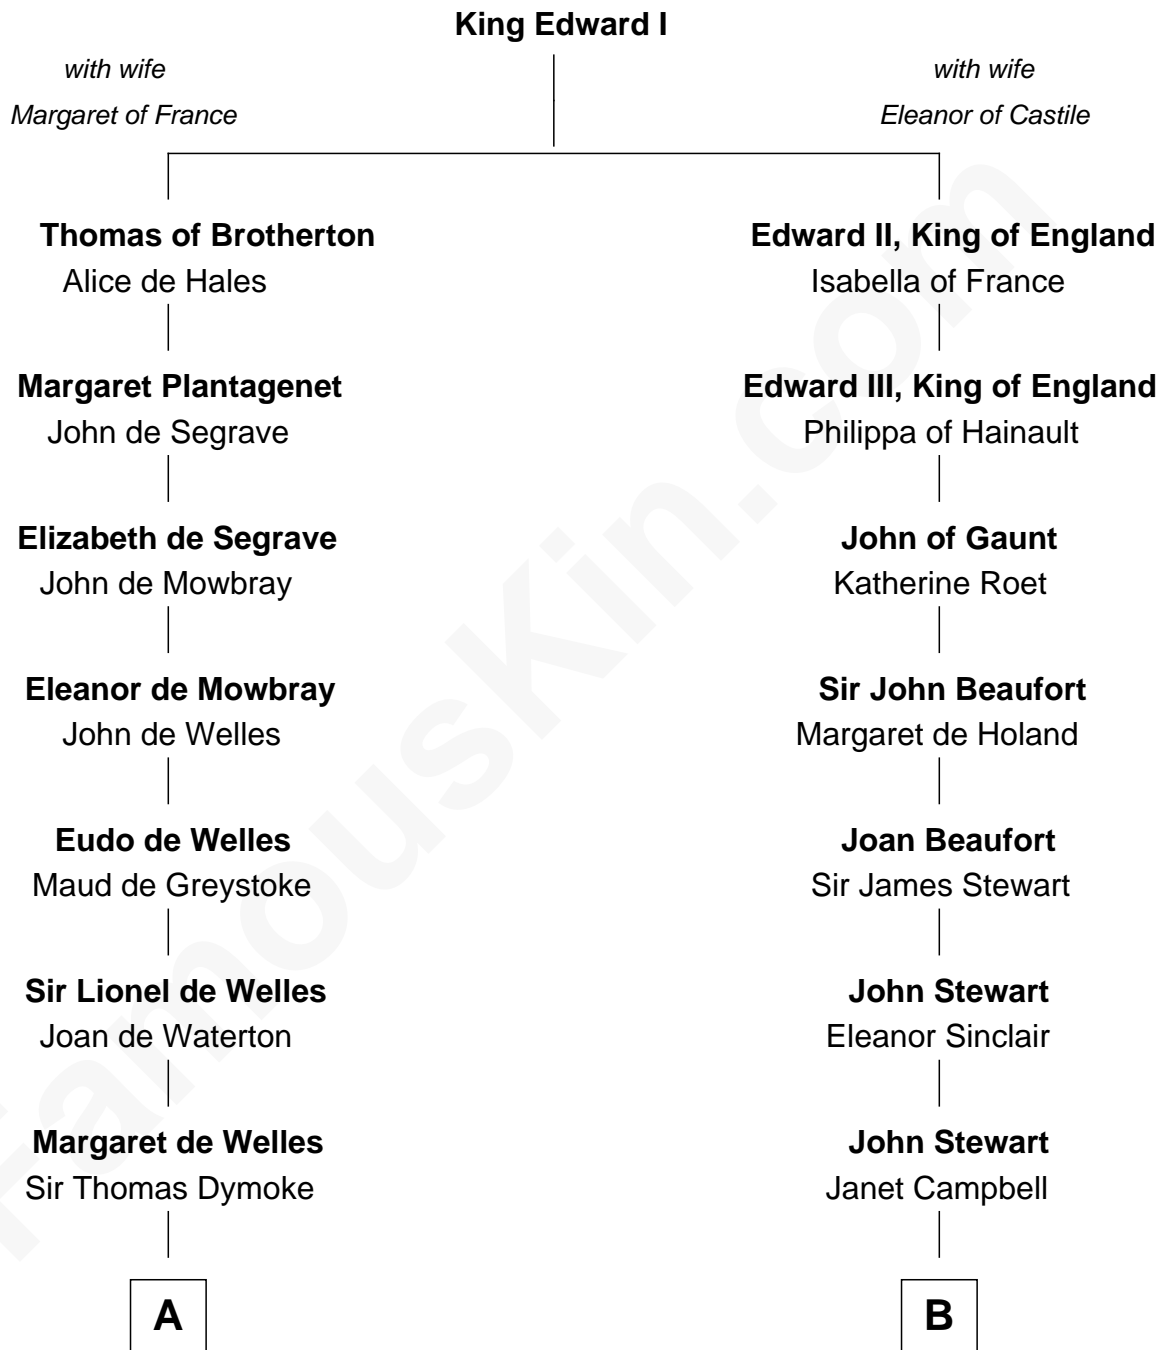 King Edward I
with wife
Margaret of France
with wife
Eleanor of Castile
Thomas of Brotherton
Alice de Hales
Edward II, King of England
Isabella of France
Margaret Plantagenet
John de Segrave
Edward III, King of England
Philippa of Hainault
Elizabeth de Segrave
John de Mowbray
John of Gaunt
Katherine Roet
Eleanor de Mowbray
John de Welles
Sir John Beaufort
Margaret de Holand
Eudo de Welles
Maud de Greystoke
Joan Beaufort
Sir James Stewart
Sir Lionel de Welles
Joan de Waterton
John Stewart
Eleanor Sinclair
Margaret de Welles
Sir Thomas Dymoke
John Stewart
Janet Campbell
A
B
FamousKin.com